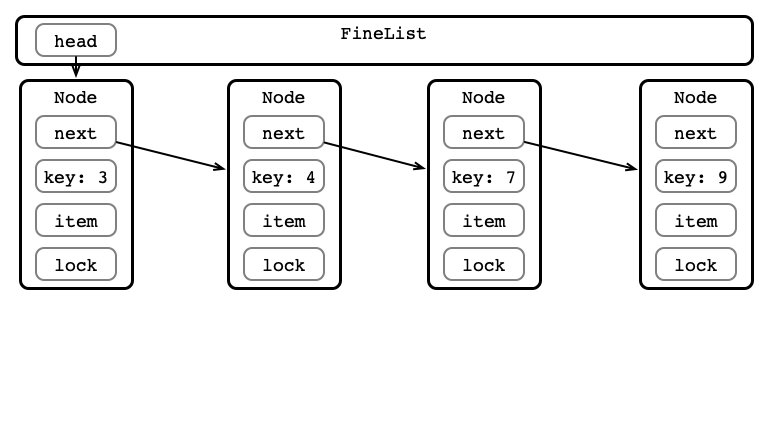 head
FineList
Node
next
key: 3
item
lock
Node
next
key: 4
item
lock
Node
next
key: 7
item
lock
Node
next
key: 9
item
lock